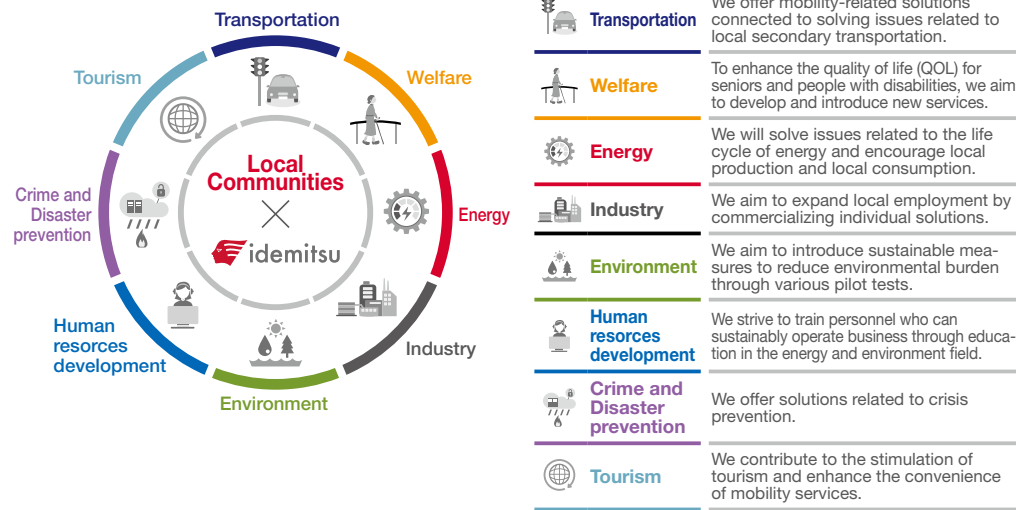 Transportation
Tourism
Welfare
Crime and
Disaster
prevention
Energy
Human
resorces
development
Industry
Environment
Local
Communities
×
idemitsu
Transportation
We offer mobility-related solutions
connected to solving issues related to
local secondary transportation.
Welfare
To enhance the quality of life (QOL) for
seniors and people with disabilities, we aim
to develop and introduce new services.
Energy
We will solve issues related to the life
cycle of energy and encourage local
production and local consumption.
Industry
We aim to expand local employment by
commercializing individual solutions.
Environment
We aim to introduce sustainable mea-
sures to reduce environmental burden
through various pilot tests.
Human
resorces
development
We strive to train personnel who can
sustainably operate business through educa-
tion in the energy and environment field.
Crime and
Disaster
prevention
We offer solutions related to crisis
prevention.
Tourism
We contribute to the stimulation of
tourism and enhance the convenience
of mobility services.